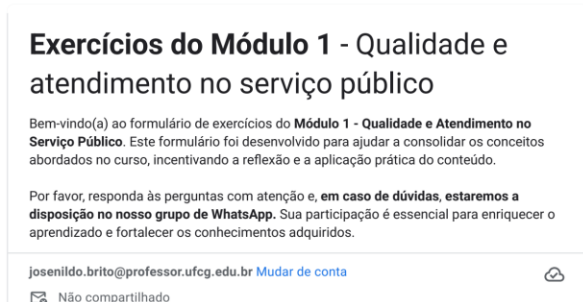 Exercícios do Módulo 1 - Qualidade e
atendimento no serviço público
Bem-vindo(a) ao formulário de exercícios do Módulo 1 - Qualidade e Atendimento no
Serviço Público. Este formulário foi desenvolvido para ajudar a consolidar os conceitos
abordados no curso, incentivando a reflexão e a aplicação prática do conteúdo.
Por favor, responda às perguntas com atenção e, em caso de dúvidas, estaremos a
disposição no nosso grupo de WhatsApp. Sua participação é essencial para enriquecer o
aprendizado e fortalecer os conhecimentos adquiridos.
josenildo.brito@professor.ufcg.edu.br Mudar de conta
Não compartilhado